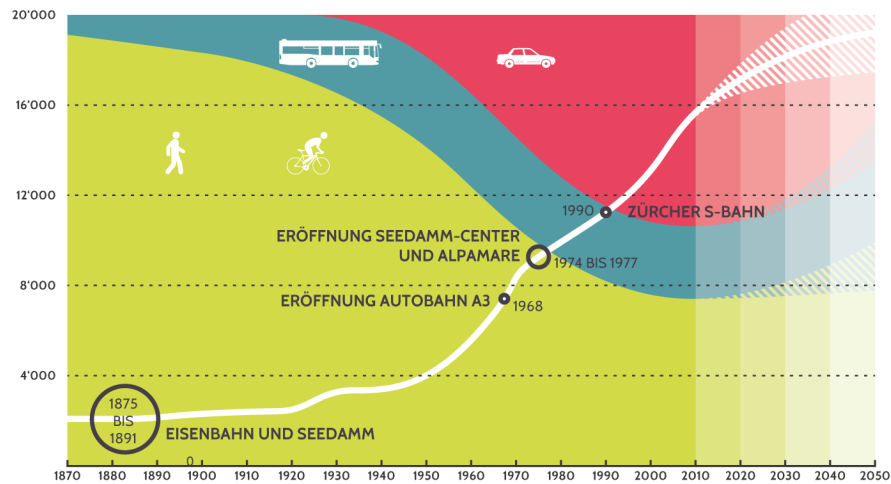 20'000
16'000
12'000
1990
ZÜRCHER S-BAHN
ERÖFFNUNG SEEDAMM-CENTER
UND ALPAMARE
1974 BIS 1977
8'000
ERÖFFNUNG AUTOBAHN A3
1968
4'000
1875
BIS
1891
EISENBAHN UND SEEDAMM
0
1870 1880 1890 1900 1910 1920 1930 1940 1950 1960 1970 1980 1990 2000 2010 2020 2030 2040 2050